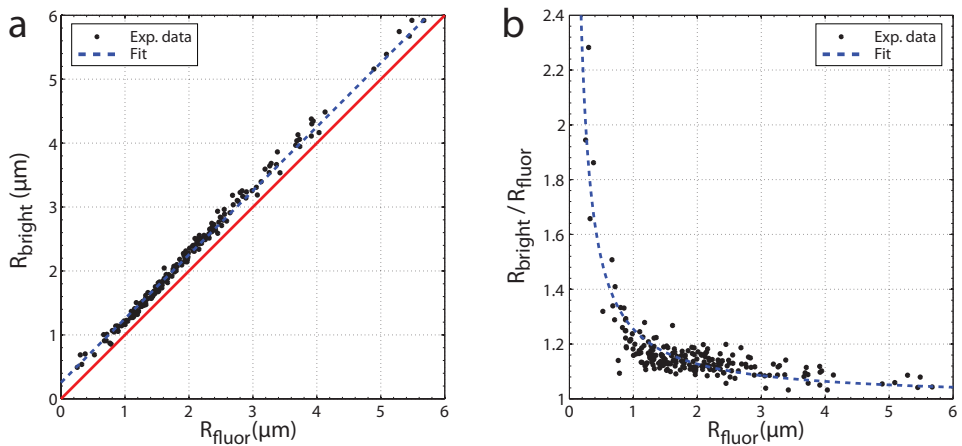 a
Exp. data
Fit
6
5
4
3
2
1
0
R_bright (µm)
0 1 2 3 4 5 6
R_fluor(µm)
b
Exp. data
Fit
2.4
2.2
2
1.8
1.6
1.4
1.2
1
R_bright / R_fluor
0 1 2 3 4 5 6
R_fluor(µm)